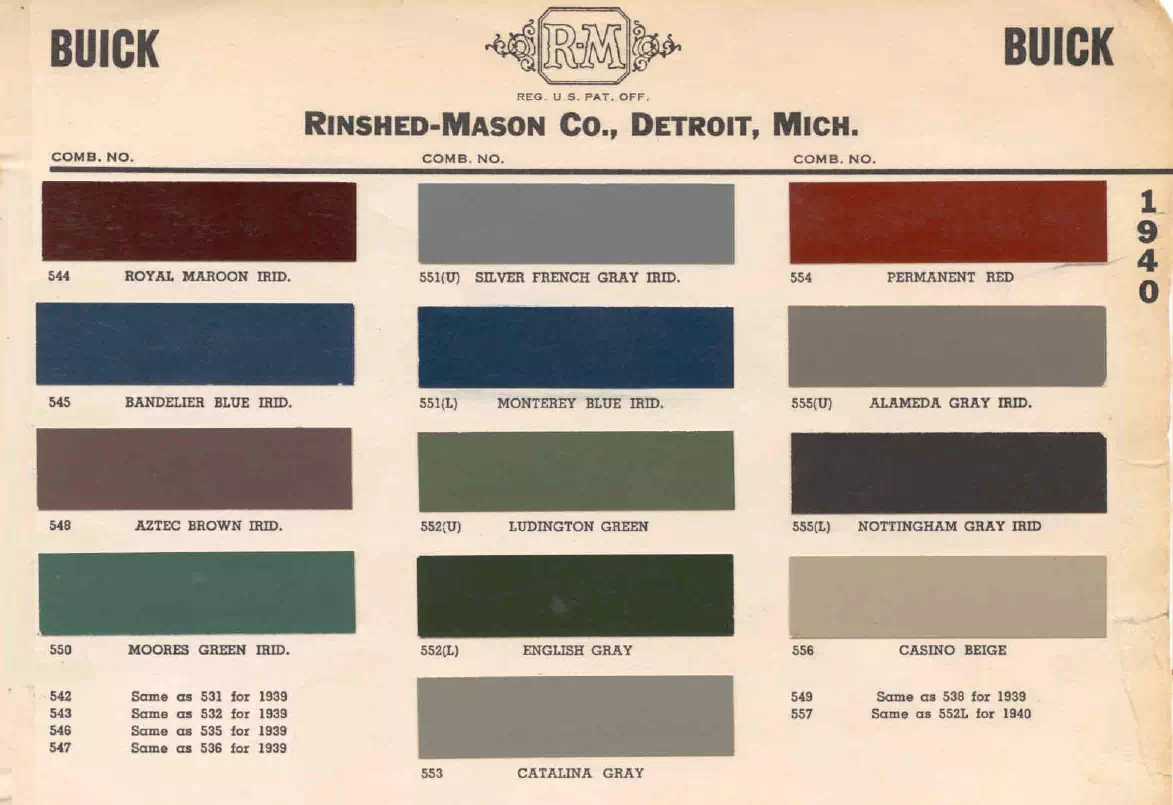 BUICK
R-M
BUICK
REG. U S. PAT. OFF.
RINSHED-MASON CO., DETROIT, MICH.
COMB. NO.
COMB. NO.
COMB. NO.
1940
544 ROYAL MAROON IRID.
551(U) SILVER FRENCH GRAY IRID.
554 PERMANENT RED
545 BANDELIER BLUE IRID.
551(L) MONTEREY BLUE IRID.
555(U) ALAMEDA GRAY IRID.
548 AZTEC BROWN IRID.
552(U) LUDINGTON GREEN
555(L) NOTTINGHAM GRAY IRID
550 MOORES GREEN IRID.
552(L) ENGLISH GRAY
556 CASINO BEIGE
542 Same as 531 for 1939
543 Same as 532 for 1939
546 Same as 535 for 1939
547 Same as 536 for 1939
549 Same as 538 for 1939
557 Same as 552L for 1940
553 CATALINA GRAY